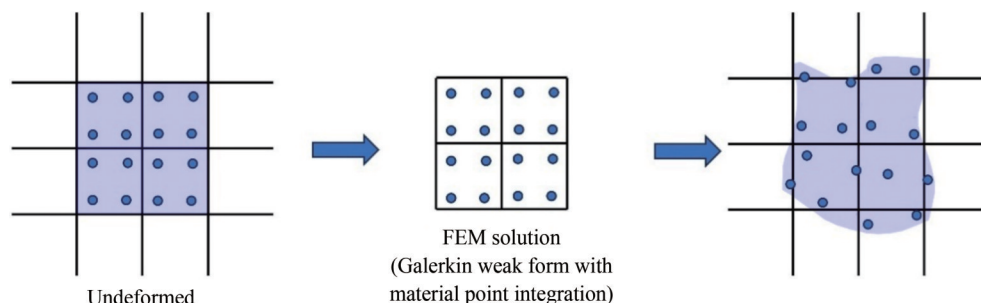 FEM solution
(Galerkin weak form with
material point integration)
Undeformed